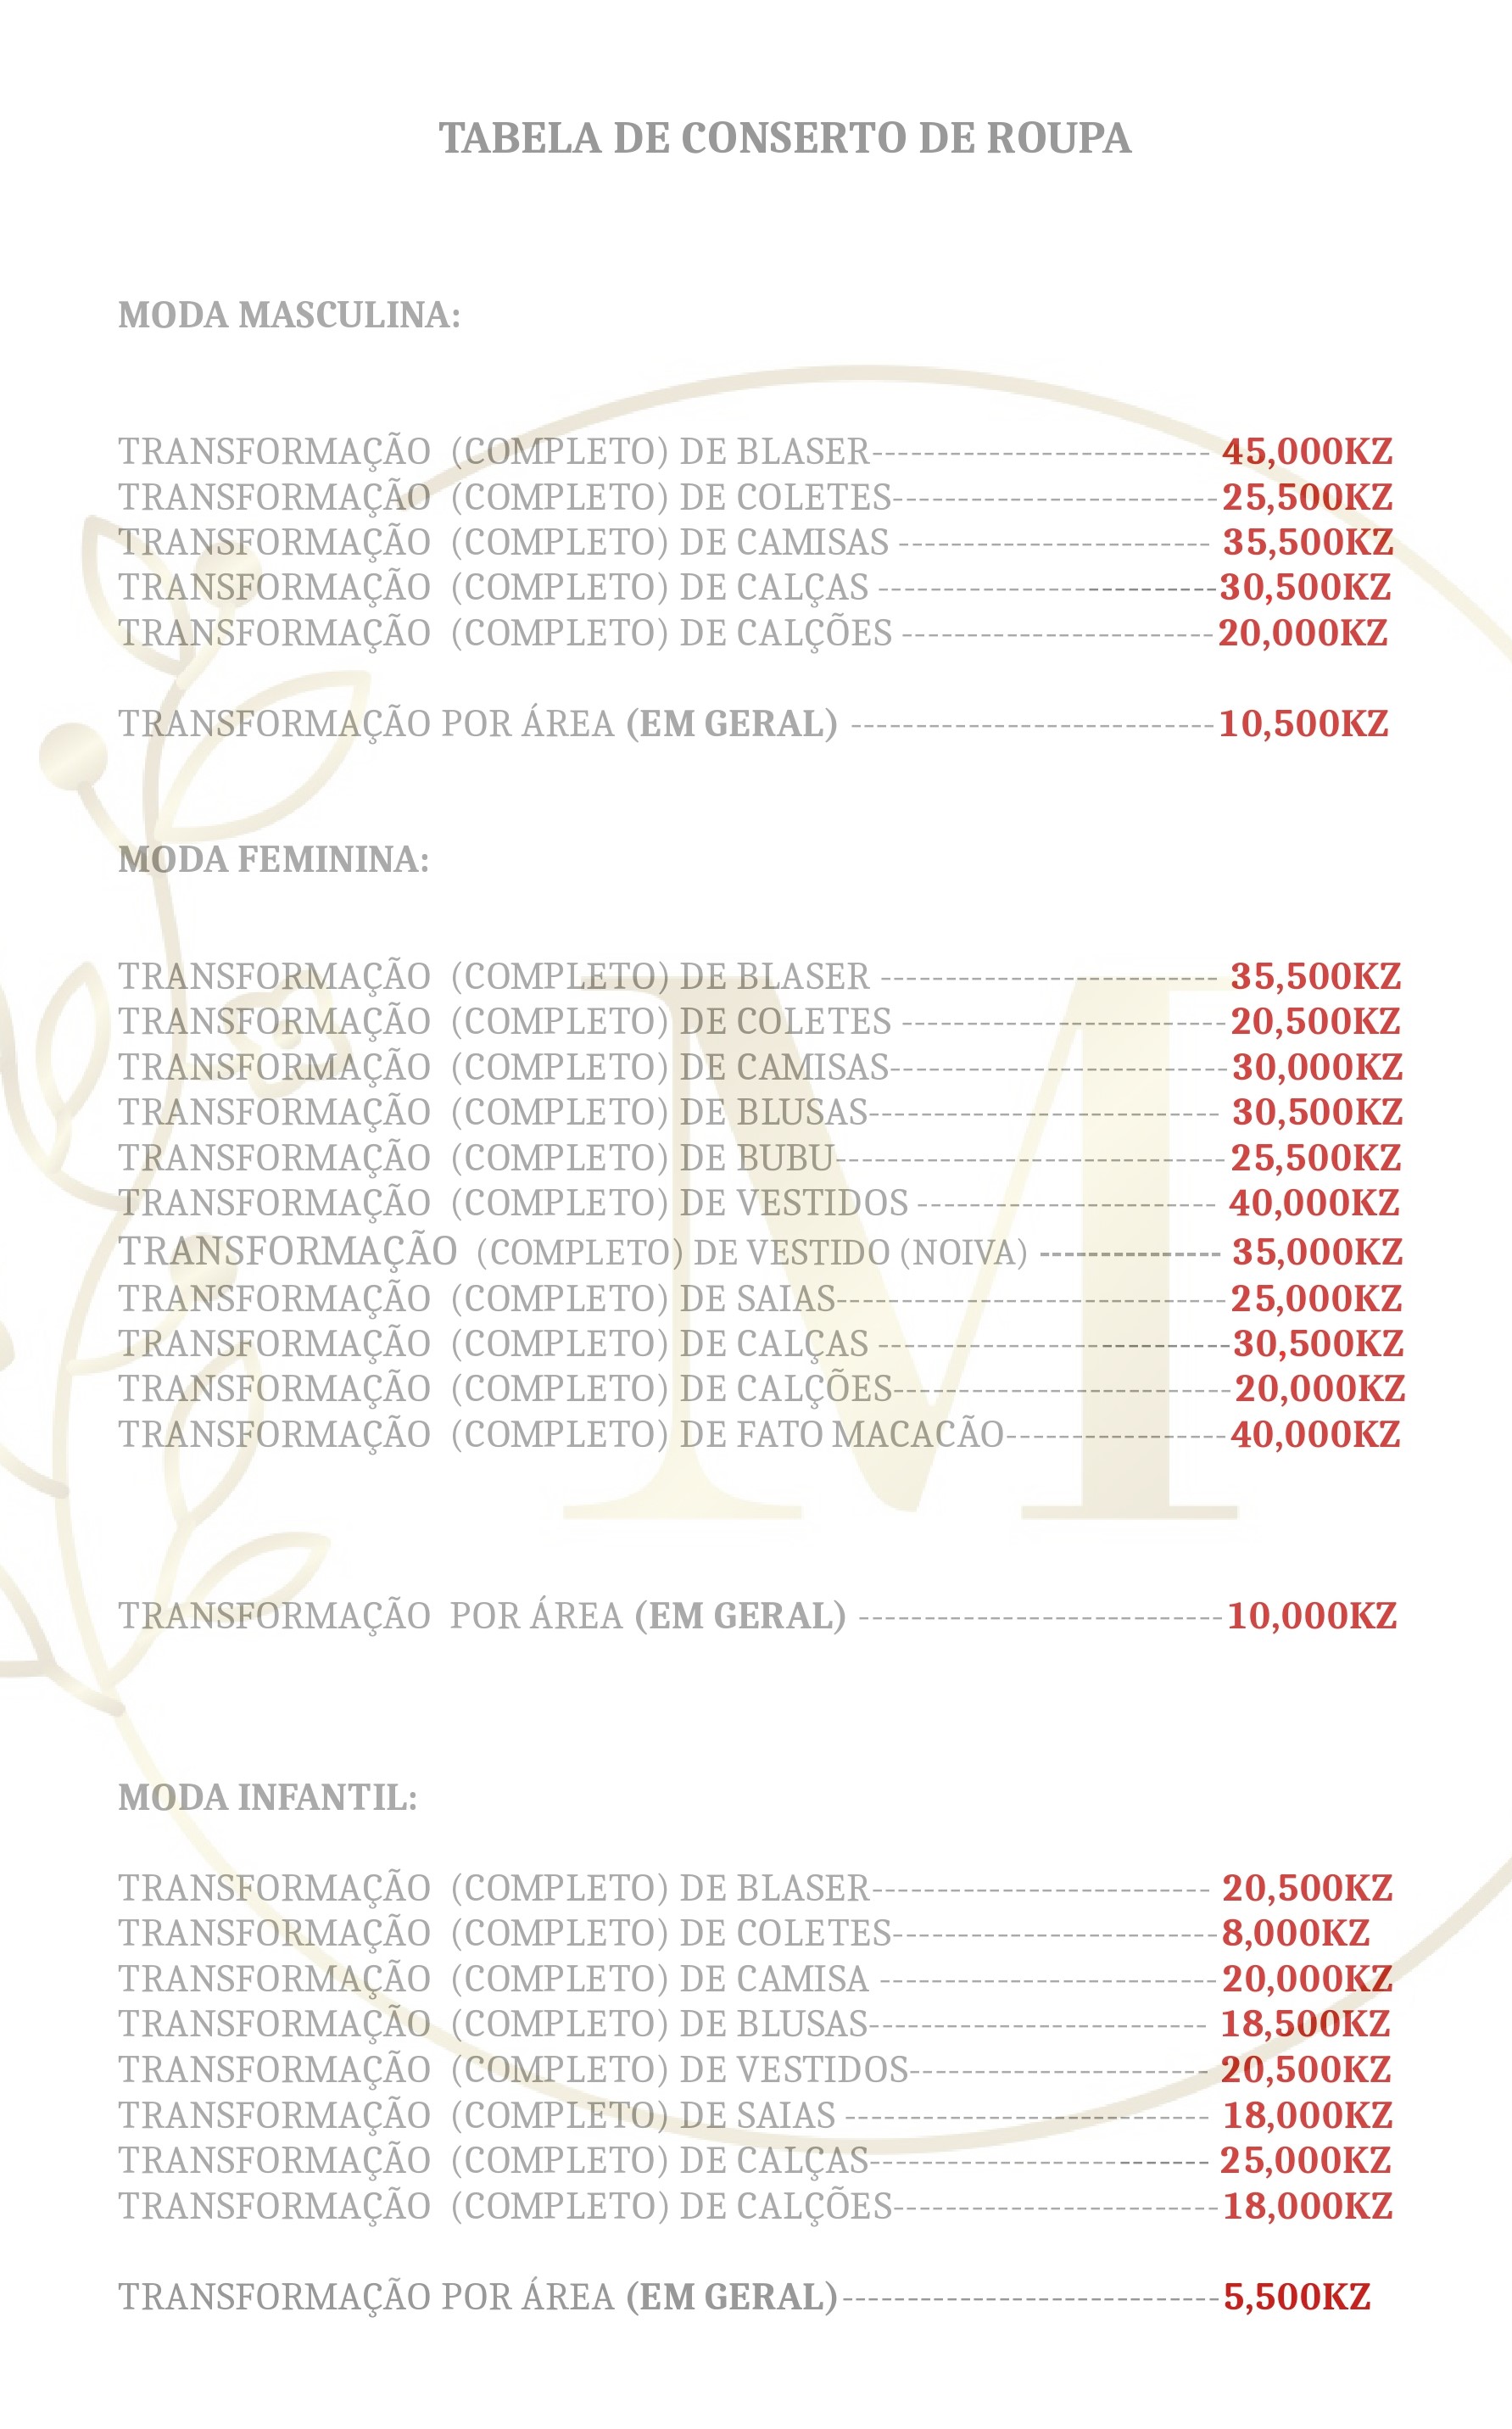 TABELA DE CONSERTO DE ROUPA
MODA MASCULINA:
TRANSFORMAÇÃO (COMPLETO) DE BLASER------------------------- 45,000KZ
TRANSFORMAÇÃO (COMPLETO) DE COLETES------------------------25,500KZ
TRANSFORMAÇÃO (COMPLETO) DE CAMISAS ----------------------- 35,500KZ
TRANSFORMAÇÃO (COMPLETO) DE CALÇAS -------------------------30,500KZ
TRANSFORMAÇÃO (COMPLETO) DE CALÇÕES -----------------------20,000KZ
TRANSFORMAÇÃO POR ÁREA (EM GERAL) ---------------------------10,500KZ
MODA FEMININA:
TRANSFORMAÇÃO (COMPLETO) DE BLASER ------------------------- 35,500KZ
TRANSFORMAÇÃO (COMPLETO) DE COLETES ------------------------20,500KZ
TRANSFORMAÇÃO (COMPLETO) DE CAMISAS-------------------------30,000KZ
TRANSFORMAÇÃO (COMPLETO) DE BLUSAS-------------------------- 30,500KZ
TRANSFORMAÇÃO (COMPLETO) DE BUBU-----------------------------25,500KZ
TRANSFORMAÇÃO (COMPLETO) DE VESTIDOS ---------------------- 40,000KZ
TRANSFORMAÇÃO (COMPLETO) DE VESTIDO (NOIVA) ------------- 35,000KZ
TRANSFORMAÇÃO (COMPLETO) DE SAIAS-----------------------------25,000KZ
TRANSFORMAÇÃO (COMPLETO) DE CALÇAS --------------------------30,500KZ
TRANSFORMAÇÃO (COMPLETO) DE CALÇÕES-------------------------20,000KZ
TRANSFORMAÇÃO (COMPLETO) DE FATO MACACÃO-----------------40,000KZ
M
TRANSFORMAÇÃO POR ÁREA (EM GERAL) ---------------------------10,000KZ
MODA INFANTIL:
TRANSFORMAÇÃO (COMPLETO) DE BLASER------------------------- 20,500KZ
TRANSFORMAÇÃO (COMPLETO) DE COLETES------------------------8,000KZ
TRANSFORMAÇÃO (COMPLETO) DE CAMISA -------------------------20,000KZ
TRANSFORMAÇÃO (COMPLETO) DE BLUSAS------------------------- 18,500KZ
TRANSFORMAÇÃO (COMPLETO) DE VESTIDOS---------------------- 20,500KZ
TRANSFORMAÇÃO (COMPLETO) DE SAIAS --------------------------- 18,000KZ
TRANSFORMAÇÃO (COMPLETO) DE CALÇAS------------------------- 25,000KZ
TRANSFORMAÇÃO (COMPLETO) DE CALÇÕES------------------------18,000KZ
TRANSFORMAÇÃO POR ÁREA (EM GERAL)----------------------------5,500KZ